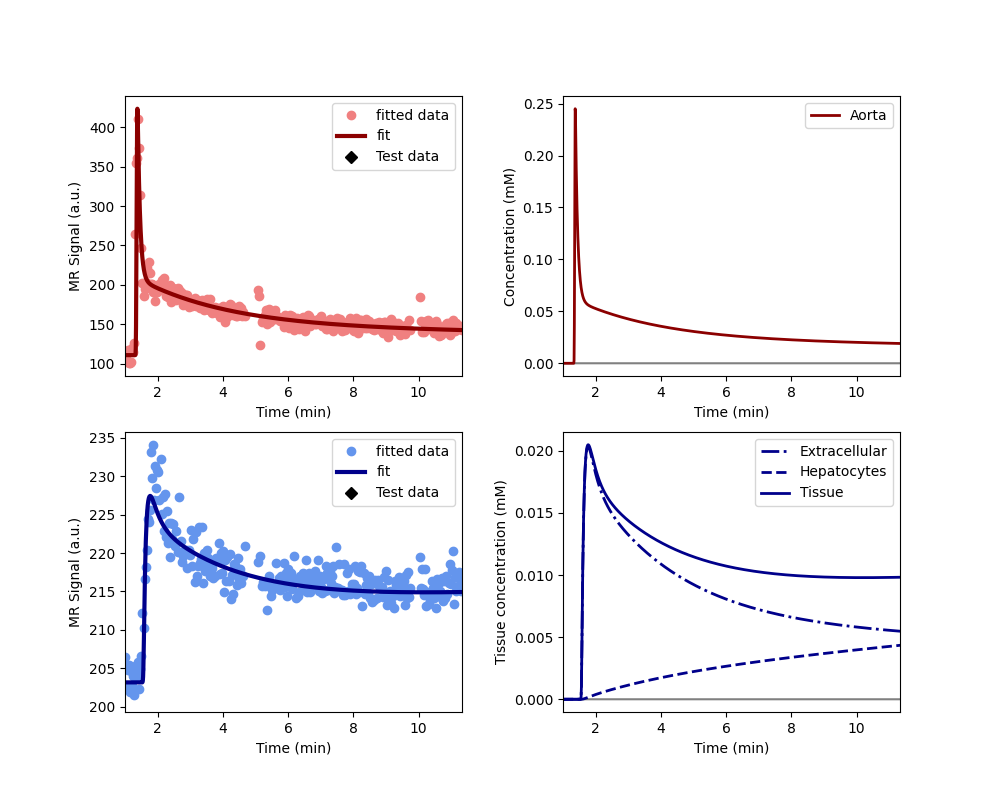 400
350
300
250
200
150
100
MR Signal (a.u.)
2 4 6 8 10
Time (min)
fitted data
fit
Test data
0.25
0.20
0.15
0.10
0.05
0.00
Concentration (mM)
2 4 6 8 10
Time (min)
Aorta
235
230
225
220
215
210
205
200
MR Signal (a.u.)
2 4 6 8 10
Time (min)
fitted data
fit
Test data
0.020
0.015
0.010
0.005
0.000
Tissue concentration (mM)
2 4 6 8 10
Time (min)
Extracellular
Hepatocytes
Tissue